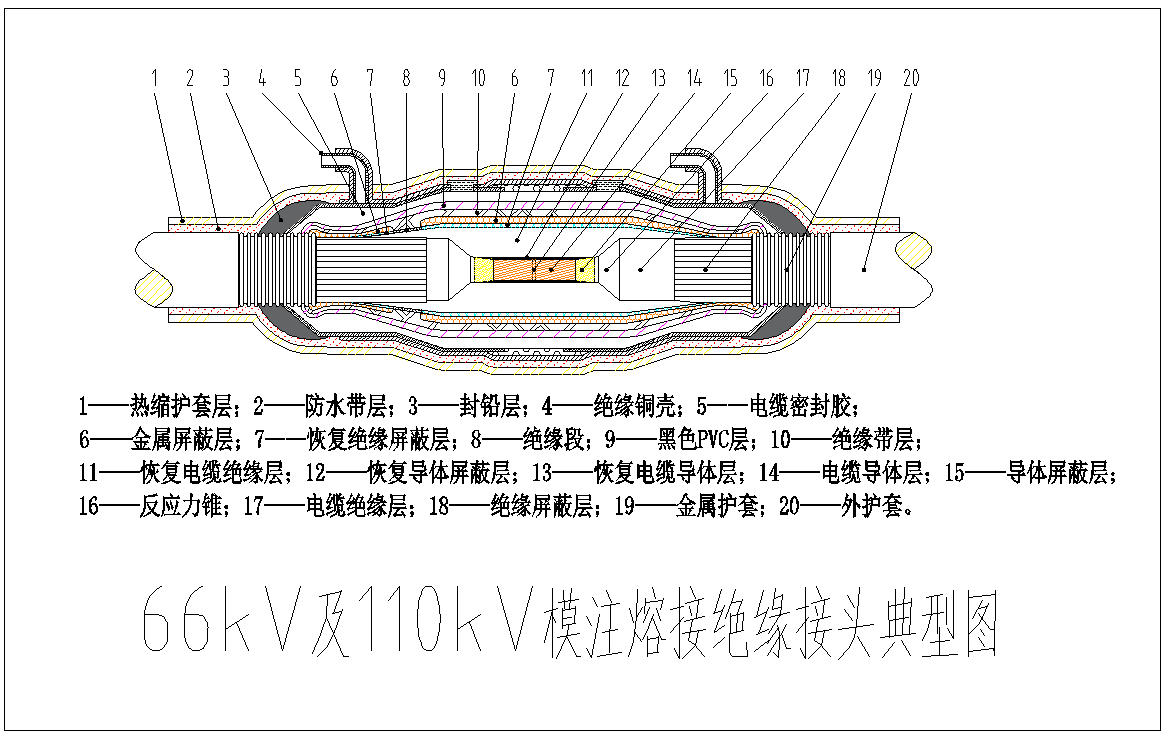 1 2 3 4 5 6 7 8 9 10 6 7 11 12 13 14 15 16 17 18 19 20
1——热缩护套层；2——防水带层；3——封铅层；4——绝缘铜壳；5——电缆密封胶；
6——金属屏蔽层；7——恢复绝缘屏蔽层；8——绝缘段；9——黑色PVC层；10——绝缘带层；
11——恢复电缆绝缘层；12——恢复导体屏蔽层；13——恢复电缆导体层；14——电缆导体层；15——导体屏蔽层；
16——反应力锥；17——电缆绝缘层；18——绝缘屏蔽层；19——金属护套；20——外护套。
66kV及110kV模注熔接绝缘接头典型图